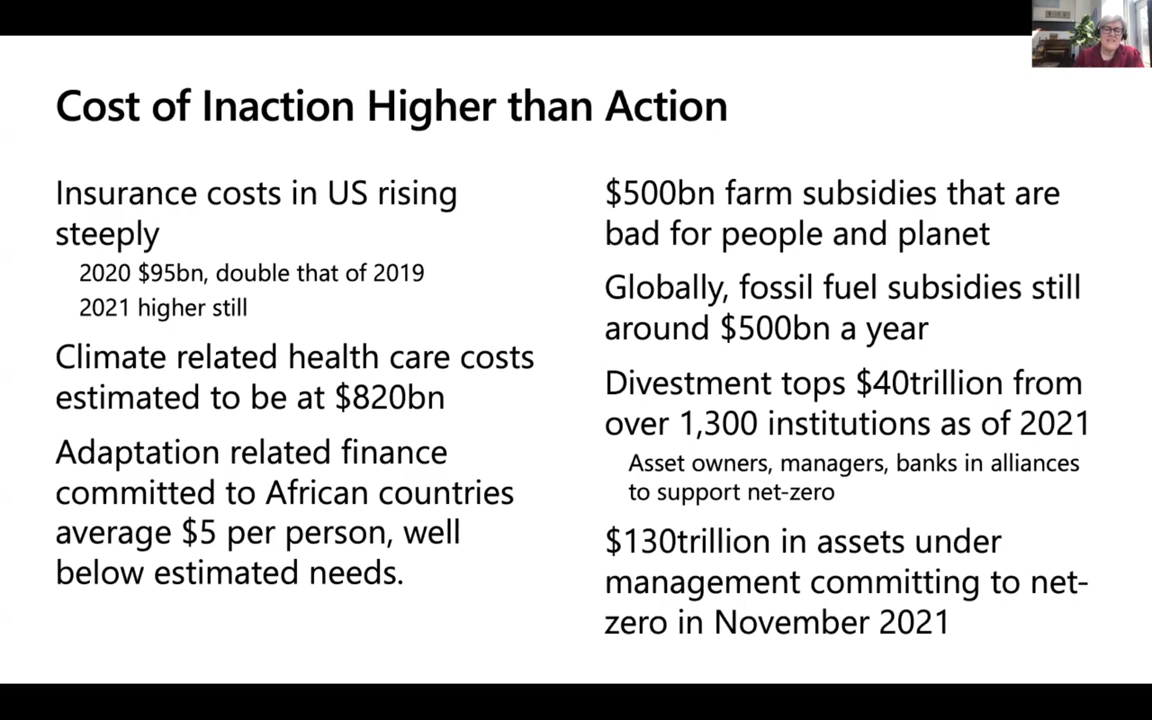 Cost of Inaction Higher than Action
Insurance costs in US rising
steeply
2020 $95bn, double that of 2019
2021 higher still
Climate related health care costs
estimated to be at $820bn
Adaptation related finance
committed to African countries
average $5 per person, well
below estimated needs.
$500bn farm subsidies that are
bad for people and planet
Globally, fossil fuel subsidies still
around $500bn a year
Divestment tops $40trillion from
over 1,300 institutions as of 2021
Asset owners, managers, banks in alliances
to support net-zero
$130trillion in assets under
management committing to net-
zero in November 2021